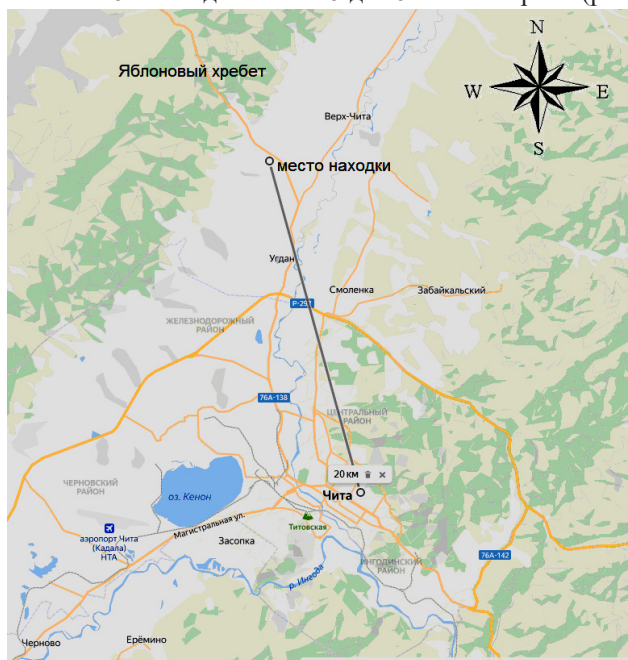 N
Яблоновый хребет
W
E
Верх-Чита
S
место находки
Угдан
Смоленка
Забайкальский
Р-297
ЖЕЛЕЗНОДОРОЖНЫЙ
РАЙОН
76А-138
ЦЕНТРАЛЬНЫЙ
РАЙОН
20 км
ЧЕРНОВСКИЙ
РАЙОН
оз. Кенон
Чита
Магистральная ул.
Титовская
аэропорт Чита
(Кадала)
HTA
Засопка
ИНГОДИНСКИЙ
РАЙОН
76А-142
р. Ингода
Черново
Ерёмино